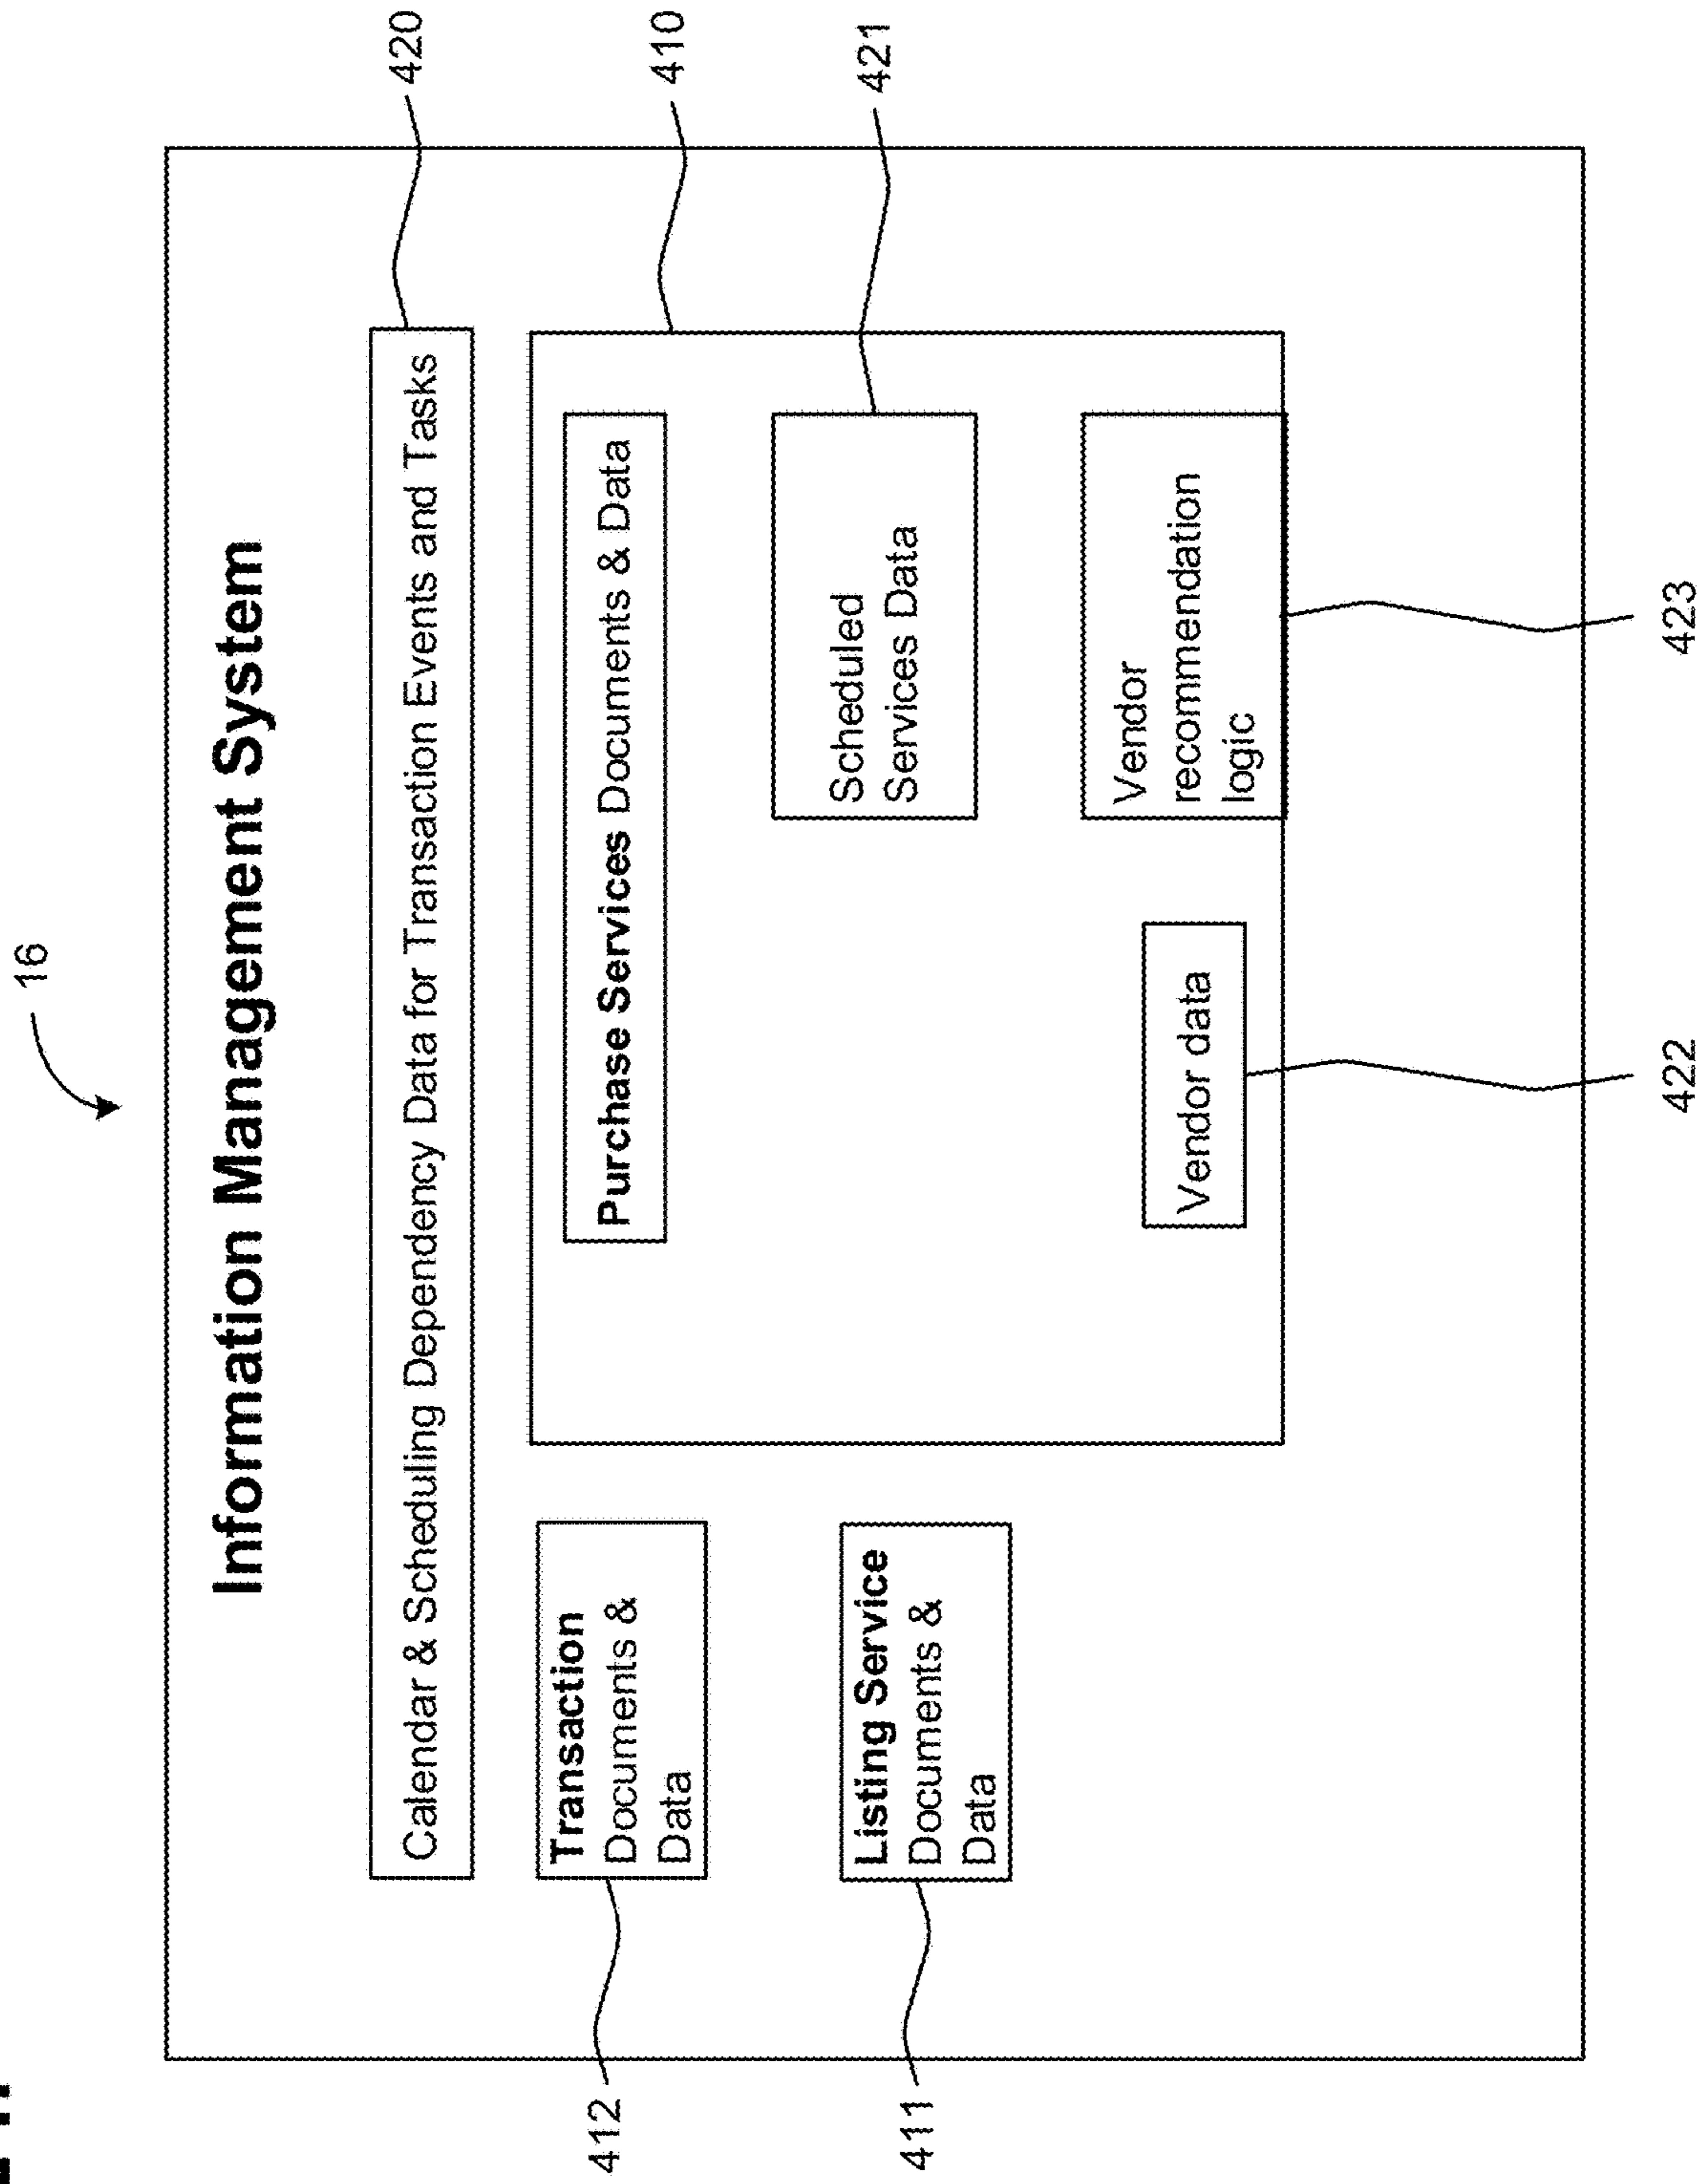 16
Information Management System
Calendar & Scheduling Dependency Data for Transaction Events and Tasks
420
412
Transaction
Documents &
Data
Purchase Services Documents & Data
410
411
Listing Service
Documents &
Data
Scheduled
Services Data
421
Vendor data
Vendor
recommendation
logic
422
423